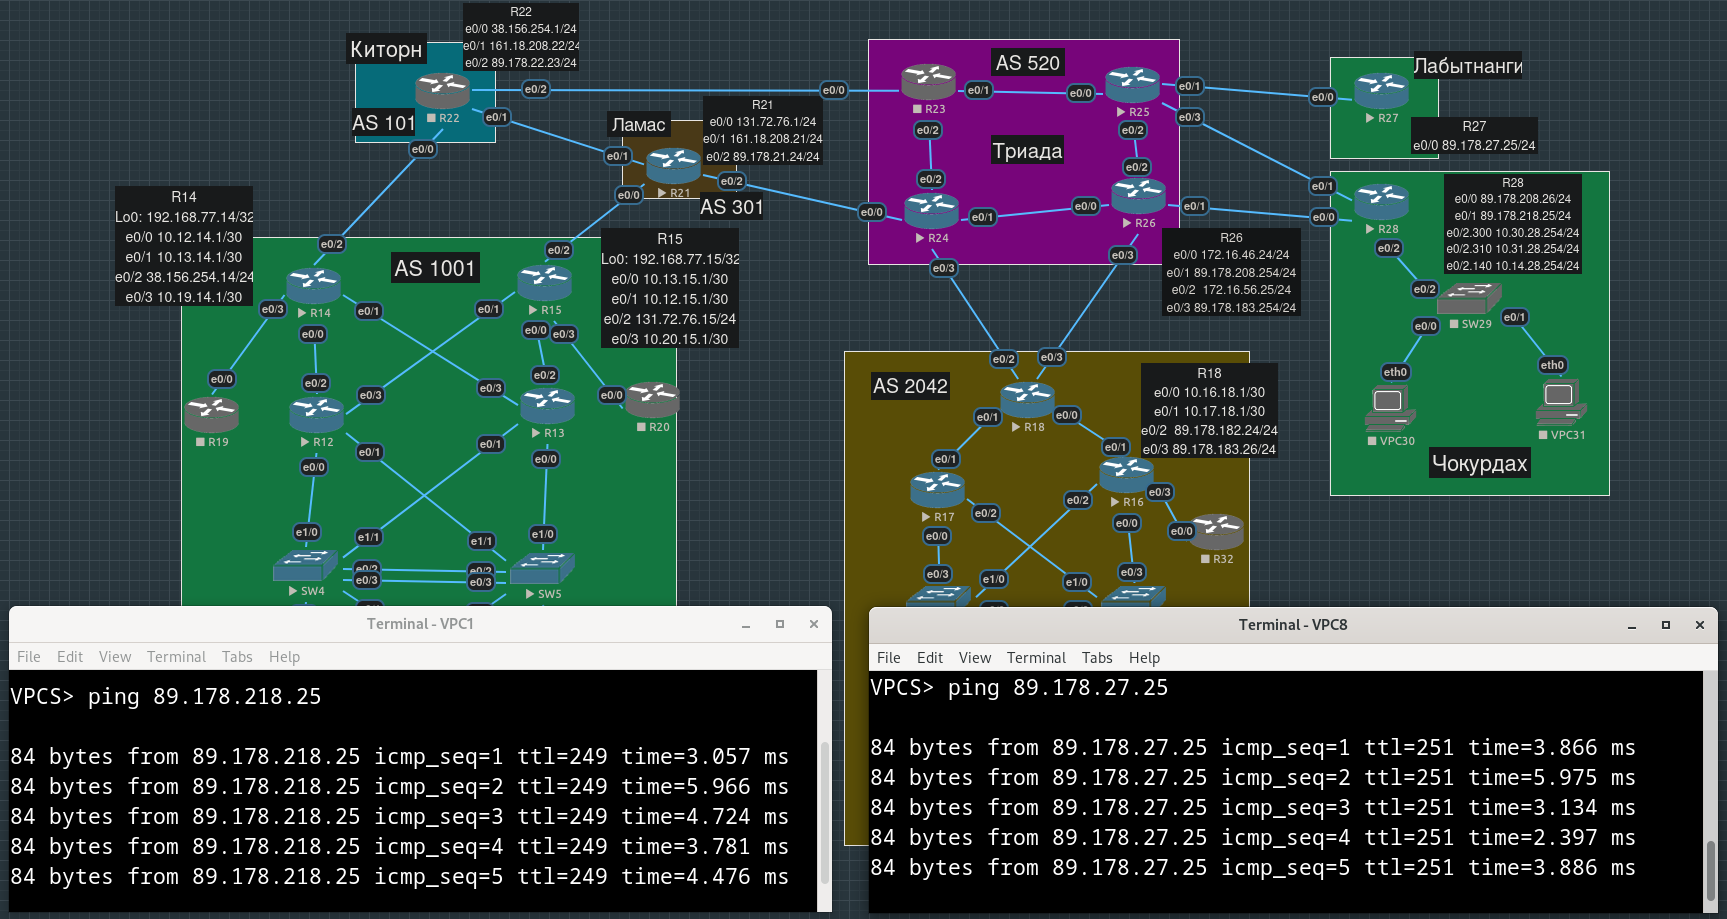 R22
e0/0 38.156.254.1/24
e0/1 161.18.208.22/24
e0/2 89.178.22.23/24
Киторн
R22
AS 101
e0/2
e0/1
e0/0
R21
e0/0 131.72.76.1/24
e0/1 161.18.208.21/24
e0/2 89.178.21.24/24
Ламас
e0/1
R21
e0/2
e0/0
AS 301
AS 520
e0/0
R23
e0/1
e0/0
R25
e0/1
e0/3
e0/2
e0/2
Триада
e0/2
e0/2
e0/0
R24
e0/1
e0/0
R26
e0/1
e0/3
e0/3
Лабытнанги
e0/0
R27
R27
e0/0 89.178.27.25/24
R28
e0/0 89.178.208.26/24
e0/1 89.178.218.25/24
e0/2.300 10.30.28.254/24
e0/2.310 10.31.28.254/24
e0/2.140 10.14.28.254/24
e0/1
e0/0
R28
e0/2
e0/2
SW29
e0/0
e0/1
eth0
eth0
VPC30
VPC31
Чокурдах
R26
e0/0 172.16.46.24/24
e0/1 89.178.208.254/24
e0/2 172.16.56.25/24
e0/3 89.178.183.254/24
R14
Lo0: 192.168.77.14/32
e0/0 10.12.14.1/30
e0/1 10.13.14.1/30
e0/2 38.156.254.14/24
e0/3 10.19.14.1/30
R15
Lo0: 192.168.77.15/32
e0/0 10.13.15.1/30
e0/1 10.12.15.1/30
e0/2 131.72.76.15/24
e0/3 10.20.15.1/30
AS 1001
e0/2
e0/2
e0/3
R14
e0/1
e0/1
R15
e0/0
e0/0
e0/3
e0/0
e0/2
e0/3
e0/3
e0/2
e0/0
R19
R12
R13
R20
e0/1
e0/1
e0/0
e0/0
e1/0
e1/1
e1/1
e1/0
e0/2
e0/3
e0/2
e0/3
SW4
SW5
AS 2042
e0/2
e0/3
R18
e0/0 10.16.18.1/30
e0/1 10.17.18.1/30
e0/2 89.178.182.24/24
e0/3 89.178.183.26/24
e0/1
e0/0
R18
e0/1
e0/1
R17
e0/2
e0/2
R16
e0/3
e0/0
e0/0
e0/0
R32
e0/3
e1/0
e1/0
e0/3
Terminal - VPC1
File Edit View Terminal Tabs Help
VPCS> ping 89.178.218.25
84 bytes from 89.178.218.25 icmp_seq=1 ttl=249 time=3.057 ms
84 bytes from 89.178.218.25 icmp_seq=2 ttl=249 time=5.966 ms
84 bytes from 89.178.218.25 icmp_seq=3 ttl=249 time=4.724 ms
84 bytes from 89.178.218.25 icmp_seq=4 ttl=249 time=3.781 ms
84 bytes from 89.178.218.25 icmp_seq=5 ttl=249 time=4.476 ms
Terminal - VPC8
File Edit View Terminal Tabs Help
VPCS> ping 89.178.27.25
84 bytes from 89.178.27.25 icmp_seq=1 ttl=251 time=3.866 ms
84 bytes from 89.178.27.25 icmp_seq=2 ttl=251 time=5.975 ms
84 bytes from 89.178.27.25 icmp_seq=3 ttl=251 time=3.134 ms
84 bytes from 89.178.27.25 icmp_seq=4 ttl=251 time=2.397 ms
84 bytes from 89.178.27.25 icmp_seq=5 ttl=251 time=3.886 ms